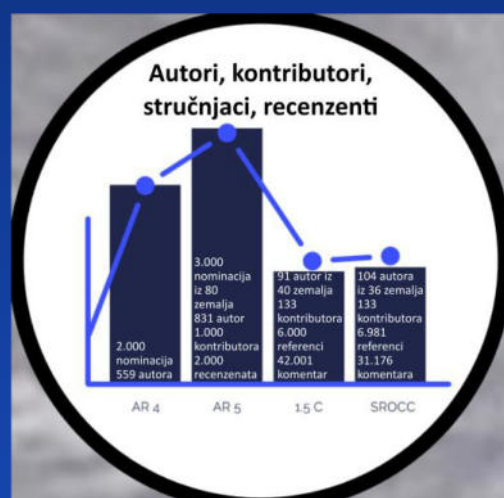 Autori, kontributori,
stručnjaci, recenzenti
2.000
nominacija
559 autora
3.000
nominacija
iz 80
zemalja
831 autor
1.000
kontributora
2.000
recenzenata
91 autor iz
40 zemalja
133
kontributora
6.000
referenci
42.001
komentar
104 autora
iz 36 zemalja
133
kontributora
6.981
referenci
31.176
komentara
AR 4
AR 5
1.5 C
SROCC